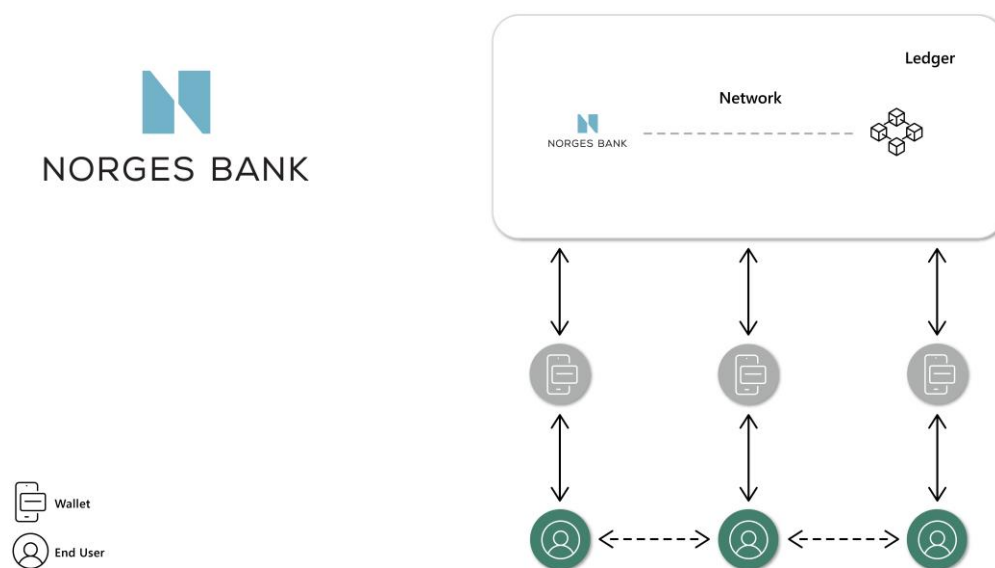 NORGES BANK
Ledger
Network
NORGES BANK
Wallet
End User